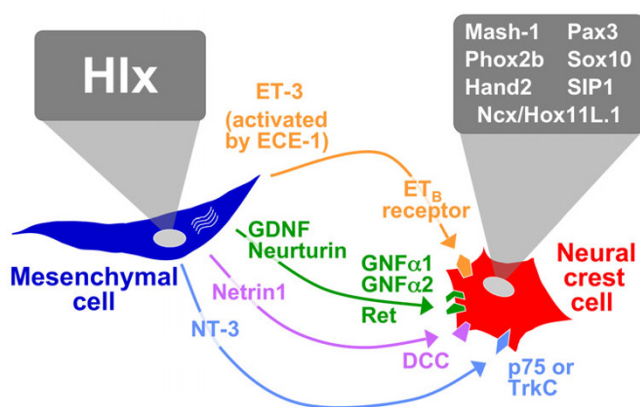 Hlx
Mash-1 Pax3
Phox2b Sox10
Hand2 SIP1
Ncx/Hox11L.1
ET-3
(activated
by ECE-1)
ETB
receptor
GDNF
Neurturin
GNFα1
GNFα2
Ret
Mesenchymal
cell
Neural
crest
cell
Netrin1
NT-3
DCC
p75 or
TrkC